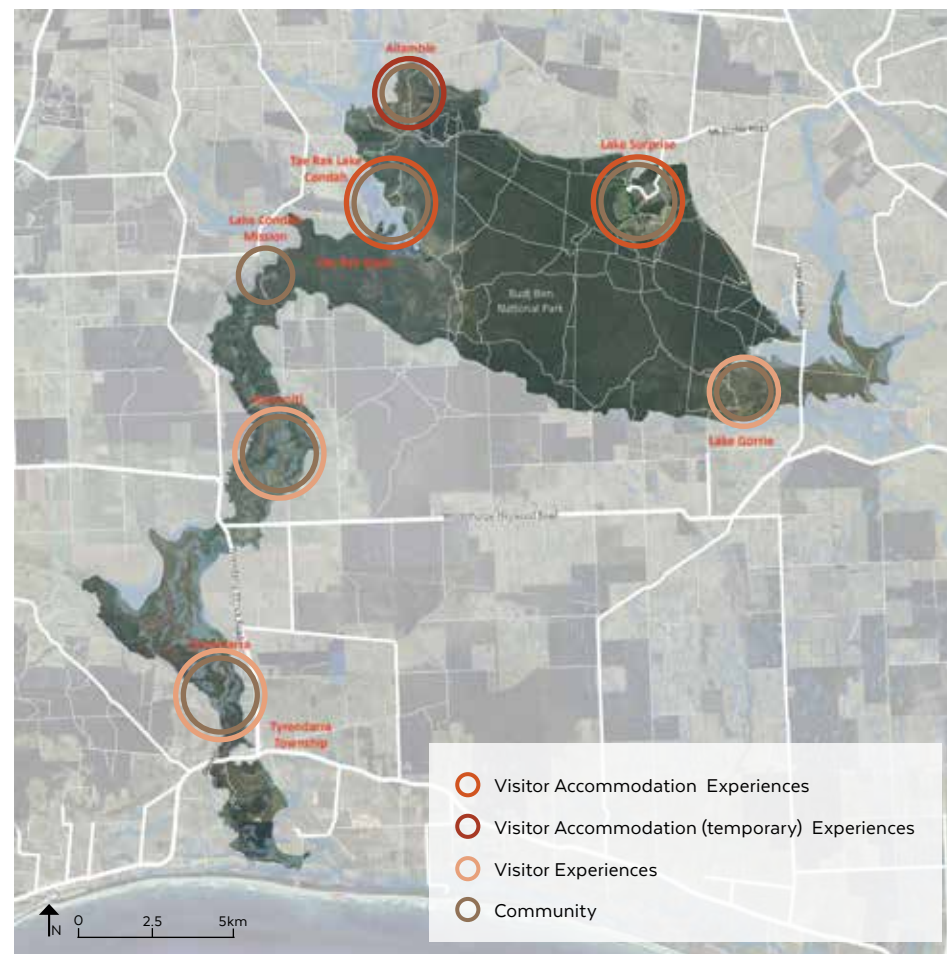 Allambie
Lake Surprise
Tae Rak Lake
Condah
Lake Condah
Mission
Budj Bim
National Park
Lake Gorrie
Tyrendarra
Township
Visitor Accommodation Experiences
Visitor Accommodation (temporary) Experiences
Visitor Experiences
Community
N
0
2.5
5km